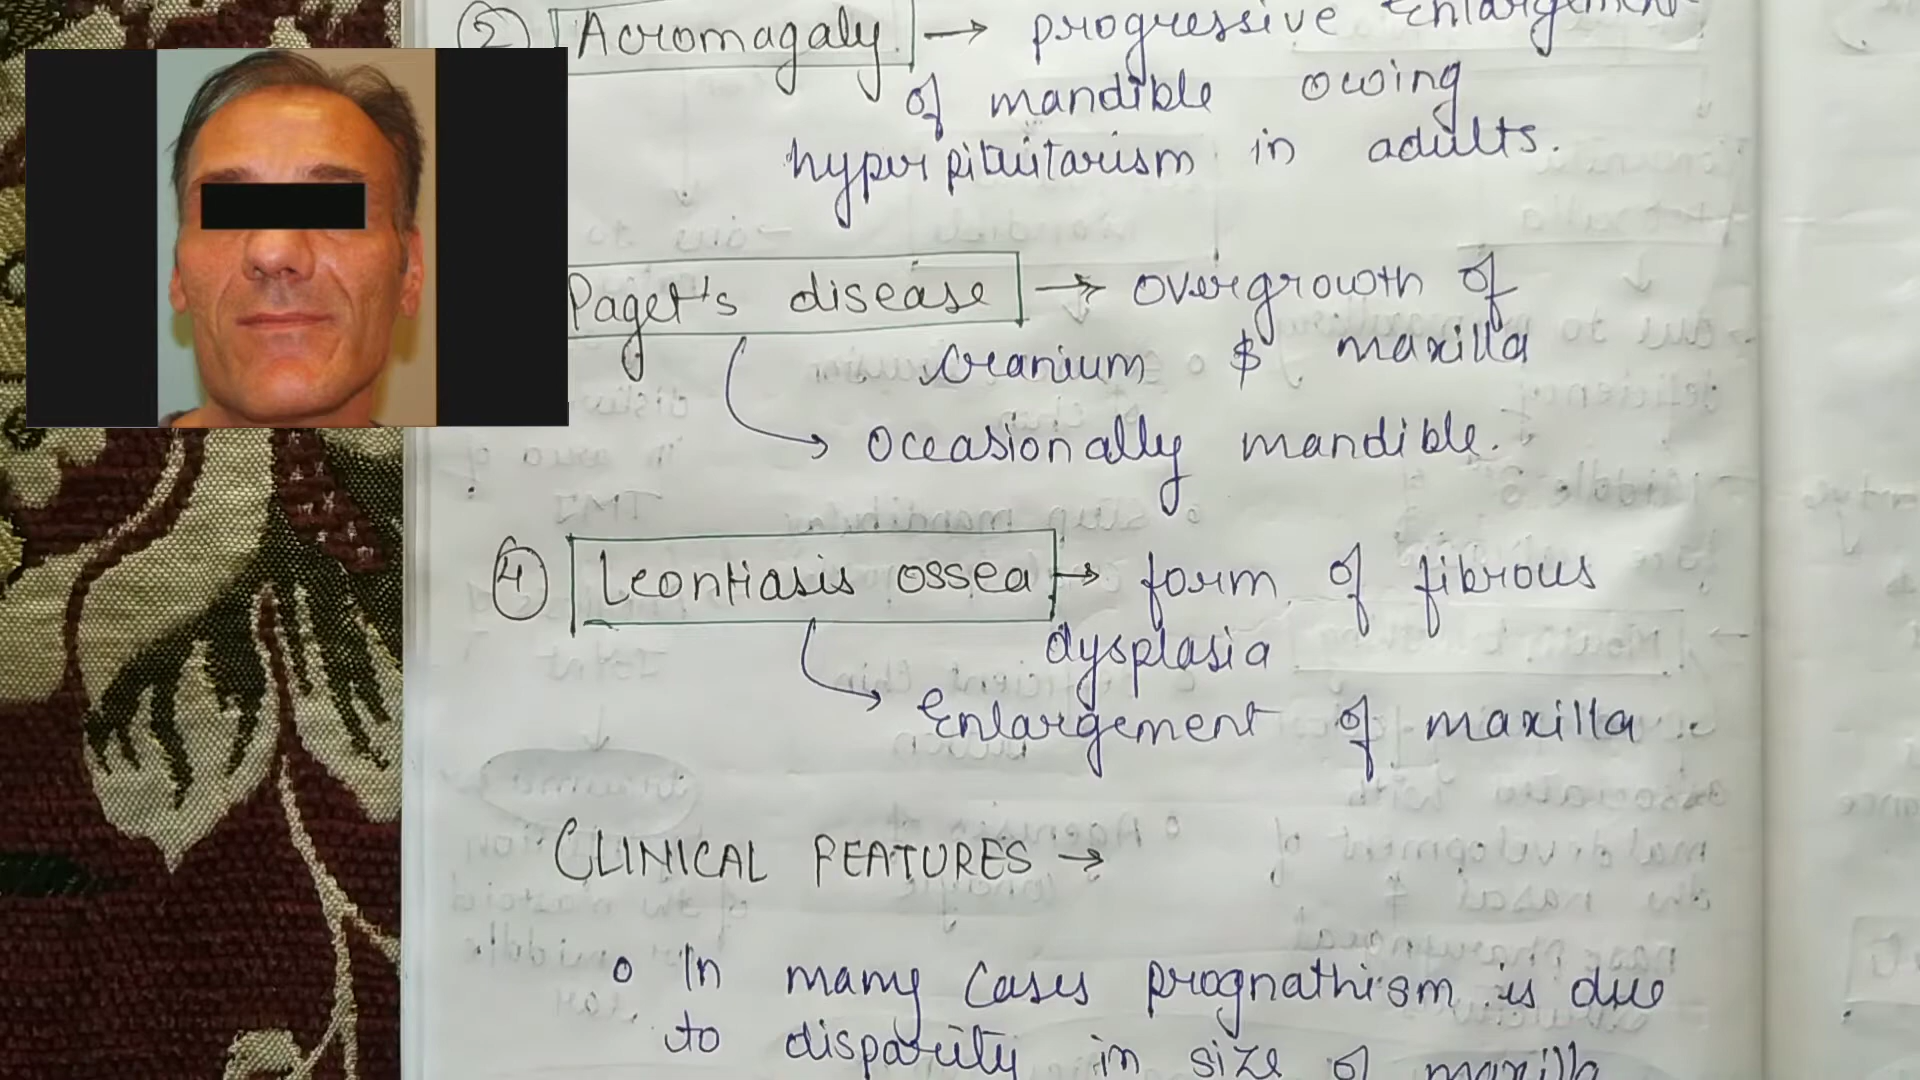 2 Acromagaly → progressive Enlargement
of mandible owing
hyperpituitarism in adults.
Paget's disease → overgrowth of
cranium $ maxilla
→ occasionally mandible.
4 Leontiasis ossea → form of fibrous
dysplasia
→ Enlargement of maxilla
CLINICAL FEATURES →
o In many cases prognathism is due
to disparity in size of maxilla